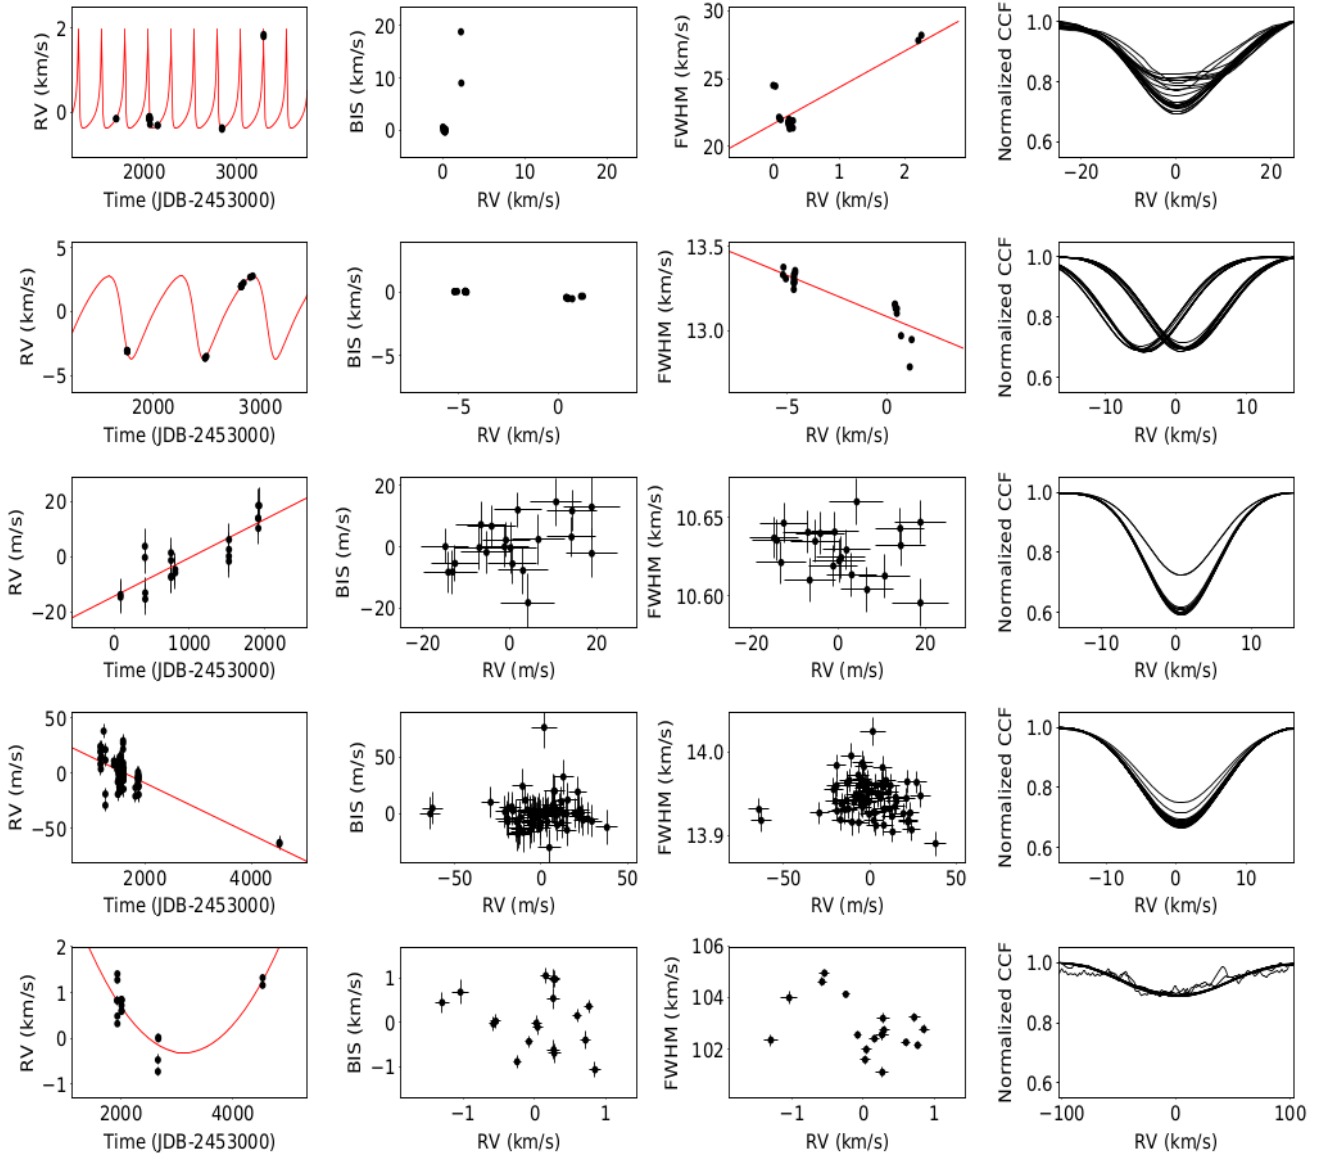 2
0
RV (km/s)
2000 3000
Time (JDB-2453000)
20
10
0
BIS (km/s)
0 10 20
RV (km/s)
30
25
20
FWHM (km/s)
0 1 2
RV (km/s)
1.0
0.8
0.6
Normalized CCF
−20 0 20
RV (km/s)
5
0
−5
RV (km/s)
2000 3000
Time (JDB-2453000)
0
−5
BIS (km/s)
−5 0
RV (km/s)
13.5
13.0
FWHM (km/s)
−5 0
RV (km/s)
1.0
0.8
0.6
Normalized CCF
−10 0 10
RV (km/s)
20
0
−20
RV (m/s)
0 1000 2000
Time (JDB-2453000)
20
0
−20
BIS (m/s)
−20 0 20
RV (m/s)
10.65
10.60
FWHM (km/s)
−20 0 20
RV (m/s)
1.0
0.8
0.6
Normalized CCF
−10 0 10
RV (km/s)
50
0
−50
RV (m/s)
2000 4000
Time (JDB-2453000)
50
0
BIS (m/s)
−50 0 50
RV (m/s)
14.0
13.9
FWHM (km/s)
−50 0 50
RV (m/s)
1.0
0.8
0.6
Normalized CCF
−10 0 10
RV (km/s)
2
1
0
−1
RV (km/s)
2000 4000
Time (JDB-2453000)
1
0
−1
BIS (km/s)
−1 0 1
RV (km/s)
106
104
102
FWHM (km/s)
−1 0 1
RV (km/s)
1.0
0.8
0.6
Normalized CCF
−100 0 100
RV (km/s)